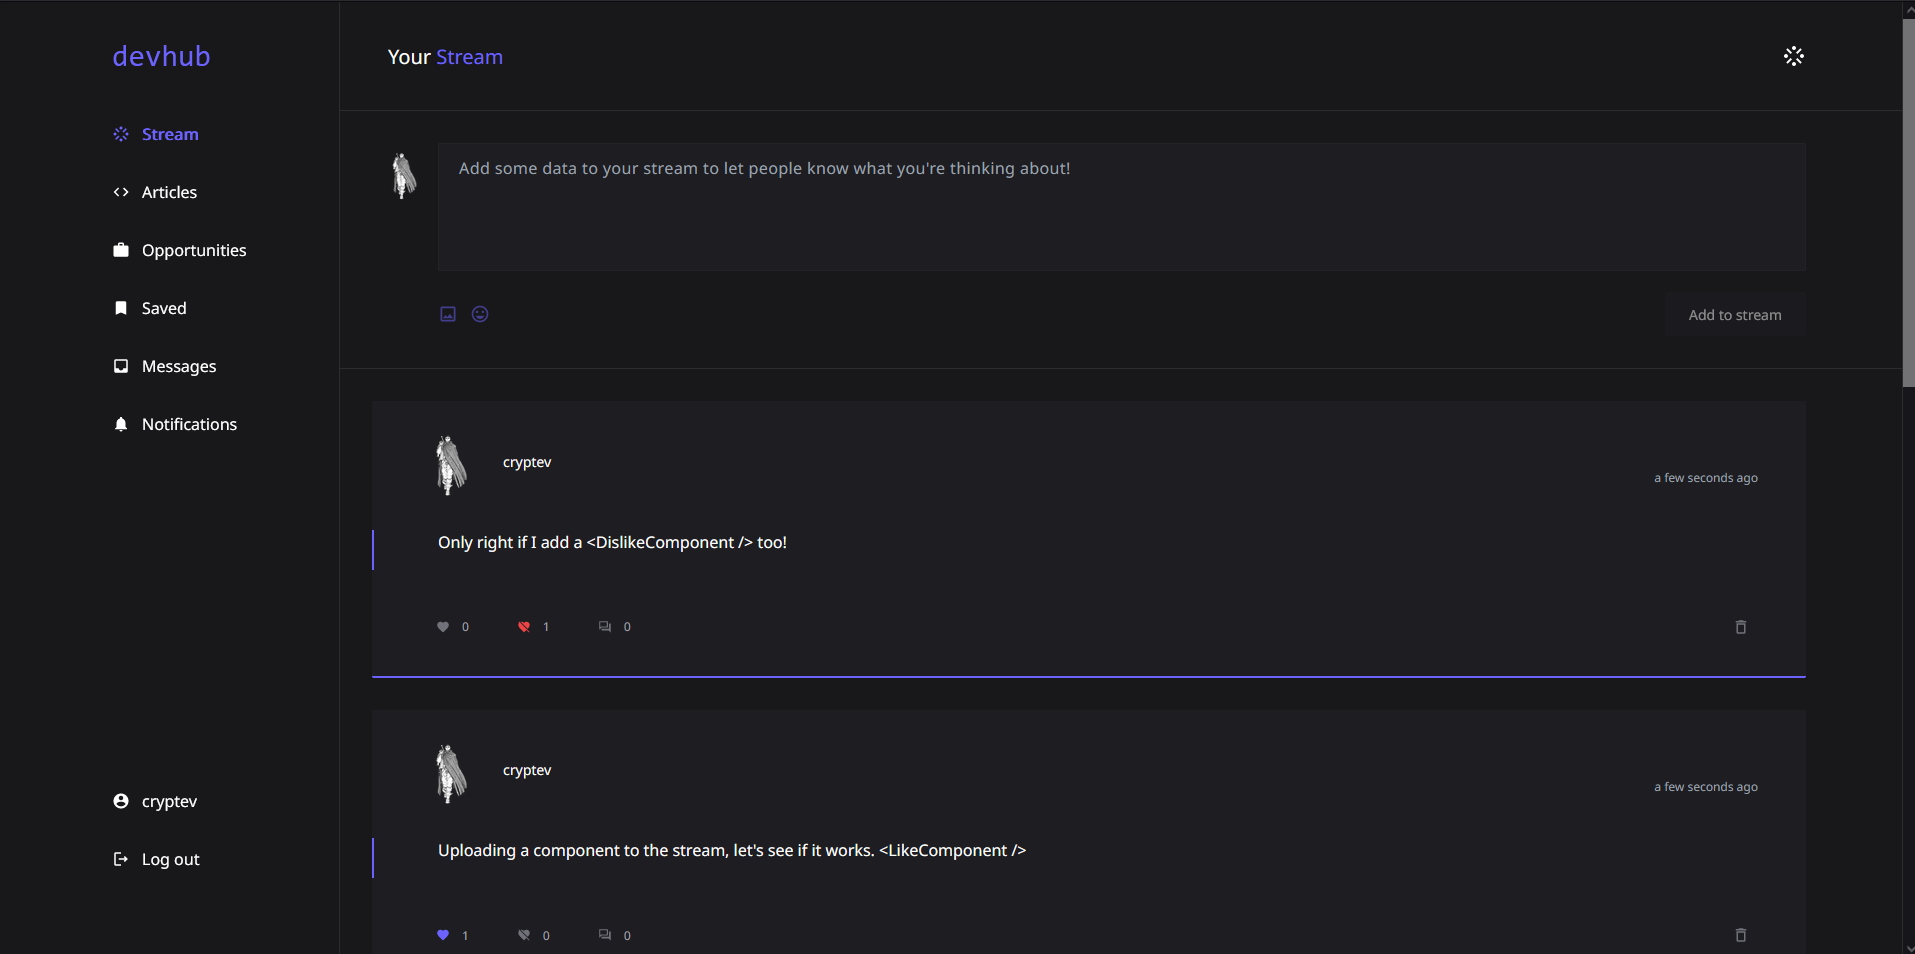 devhub
Stream
Articles
Opportunities
Saved
Messages
Notifications
cryptev
Log out
Your Stream
Add some data to your stream to let people know what you're thinking about!
Add to stream
cryptev
a few seconds ago
Only right if I add a <DislikeComponent /> too!
0 1 0
cryptev
a few seconds ago
Uploading a component to the stream, let's see if it works. <LikeComponent />
1 0 0